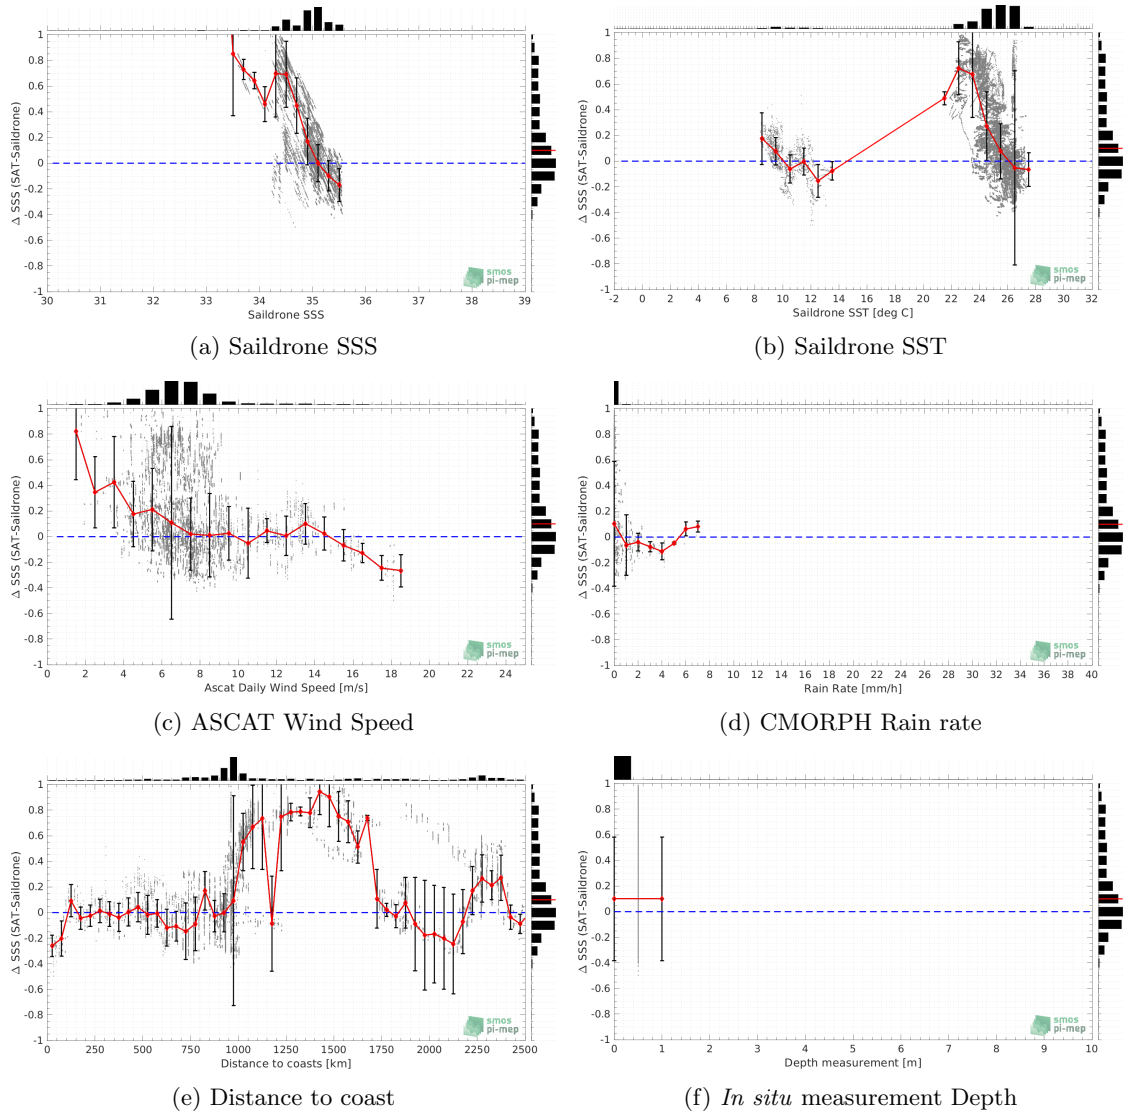 Δ SSS (SAT-Saildrone)
1
0.8
0.6
0.4
0.2
0
-0.2
-0.4
-0.6
-0.8
-1
30 31 32 33 34 35 36 37 38 39
Saildrone SSS
smos
pi-mep
(a) Saildrone SSS
Δ SSS (SAT-Saildrone)
1
0.8
0.6
0.4
0.2
0
-0.2
-0.4
-0.6
-0.8
-1
-2 0 2 4 6 8 10 12 14 16 18 20 22 24 26 28 30 32
Saildrone SST [deg C]
smos
pi-mep
(b) Saildrone SST
Δ SSS (SAT-Saildrone)
1
0.8
0.6
0.4
0.2
0
-0.2
-0.4
-0.6
-0.8
-1
0 2 4 6 8 10 12 14 16 18 20 22 24
Ascat Daily Wind Speed [m/s]
smos
pi-mep
(c) ASCAT Wind Speed
Δ SSS (SAT-Saildrone)
1
0.8
0.6
0.4
0.2
0
-0.2
-0.4
-0.6
-0.8
-1
0 2 4 6 8 10 12 14 16 18 20 22 24 26 28 30 32 34 36 38 40
Rain Rate [mm/h]
smos
pi-mep
(d) CMORPH Rain rate
Δ SSS (SAT-Saildrone)
1
0.8
0.6
0.4
0.2
0
-0.2
-0.4
-0.6
-0.8
-1
0 250 500 750 1000 1250 1500 1750 2000 2250 2500
Distance to coasts [km]
smos
pi-mep
(e) Distance to coast
Δ SSS (SAT-Saildrone)
1
0.8
0.6
0.4
0.2
0
-0.2
-0.4
-0.6
-0.8
-1
0 1 2 3 4 5 6 7 8 9 10
Depth measurement [m]
smos
pi-mep
(f) In situ measurement Depth